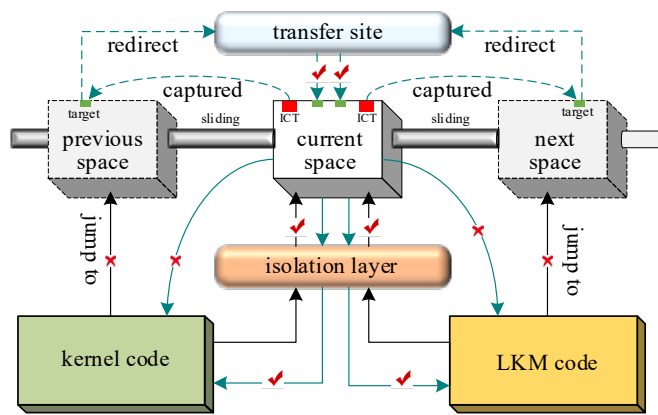 transfer site
redirect
redirect
captured
captured
target
ICT
ICT
target
sliding
sliding
previous
space
current
space
next
space
jump to
jump to
isolation layer
kernel code
LKM code